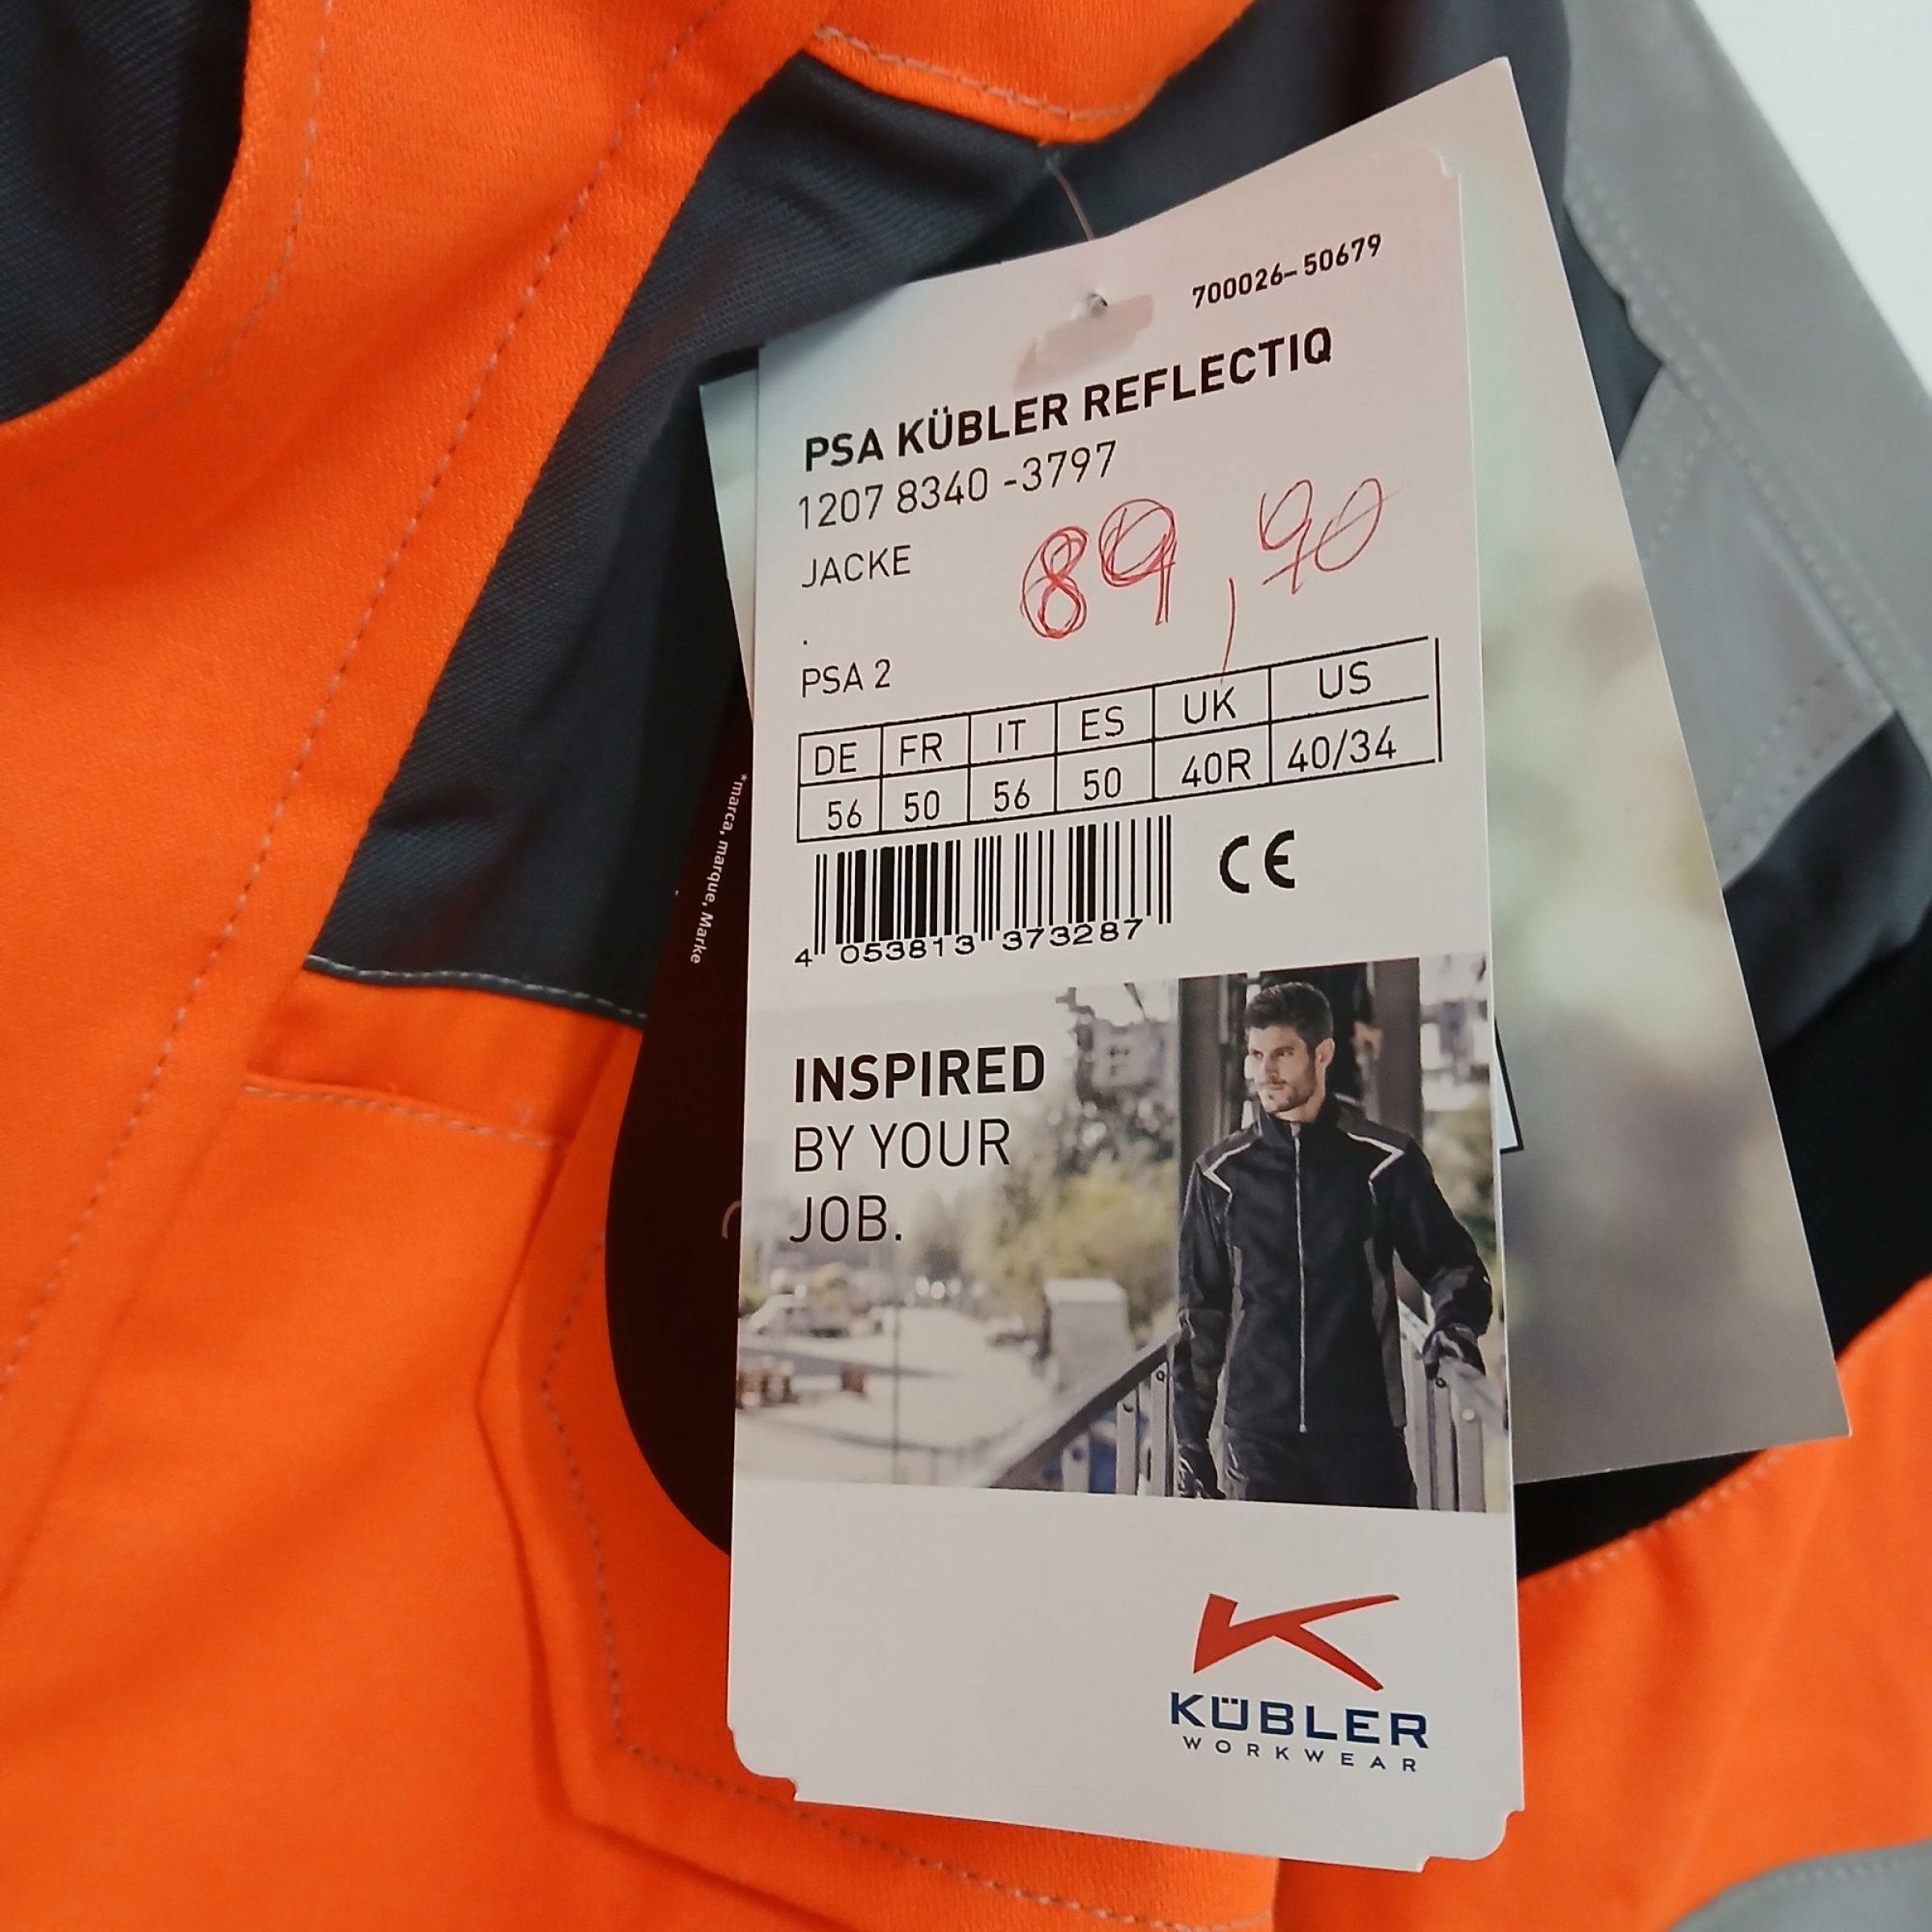 700026-50679
PSA KÜBLER REFLECTIQ
1207 8340 -3797
JACKE
89,90
.
PSA 2
DE FR IT ES UK US
56 50 56 50 40R 40/34
CE
4 053813 373287
*marca, marque, Marke
INSPIRED
BY YOUR
JOB.
KÜBLER
WORKWEAR